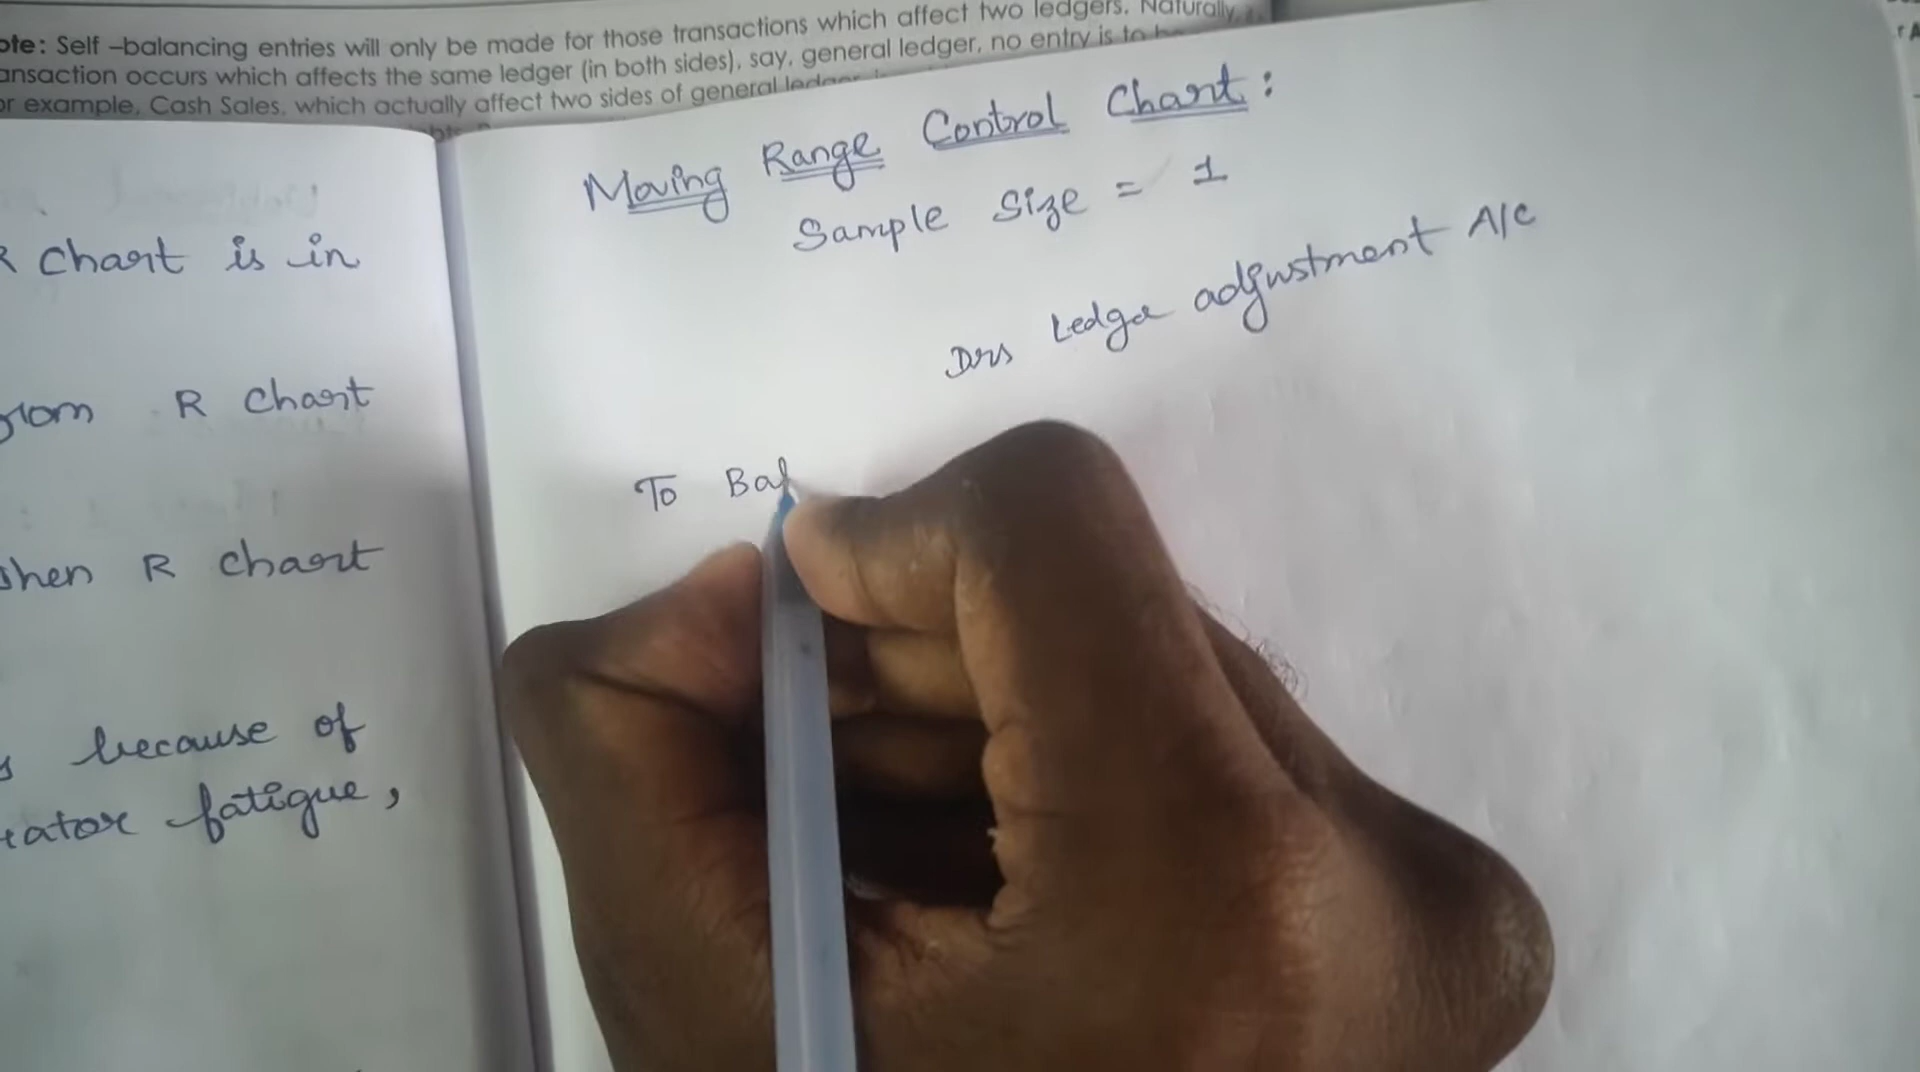 ote: Self –balancing entries will only be made for those transactions which affect two ledgers. Naturally,
ansaction occurs which affects the same ledger (in both sides), say, general ledger, no entry is to be
or example, Cash Sales, which actually affect two sides of general ledger
R chart is in
R chart
R chart
because of
fatigue,
Moving Range Control Chart:
Sample Size = 1
Drs Ledger adjustment A/c
To Bal